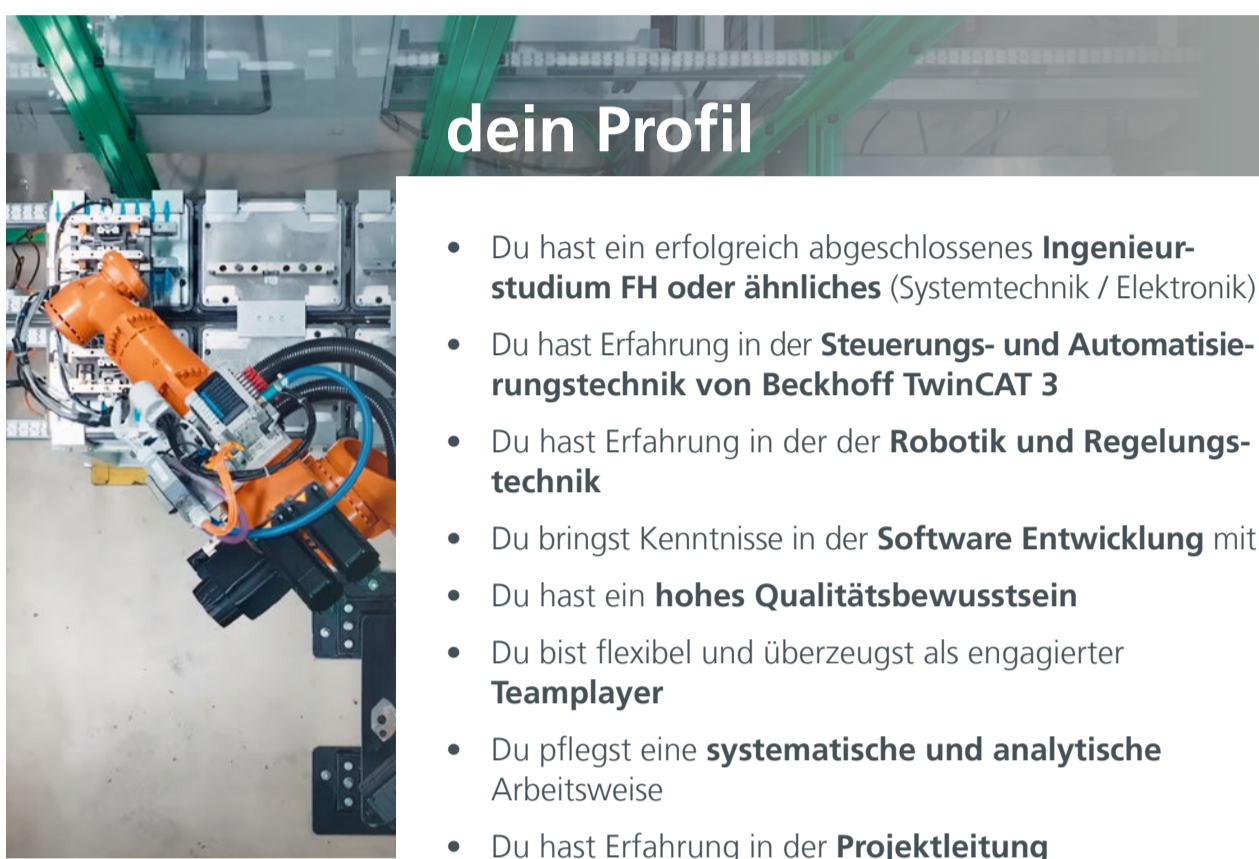 dein Profil
• Du hast ein erfolgreich abgeschlossenes Ingenieur-
studium FH oder ähnliches (Systemtechnik / Elektronik)
• Du hast Erfahrung in der Steuerungs- und Automatisie-
rungstechnik von Beckhoff TwinCAT 3
• Du hast Erfahrung in der der Robotik und Regelungs-
technik
• Du bringst Kenntnisse in der Software Entwicklung mit
• Du hast ein hohes Qualitätsbewusstsein
• Du bist flexibel und überzeugst als engagierter
Teamplayer
• Du pflegst eine systematische und analytische
Arbeitsweise
• Du hast Erfahrung in der Projektleitung